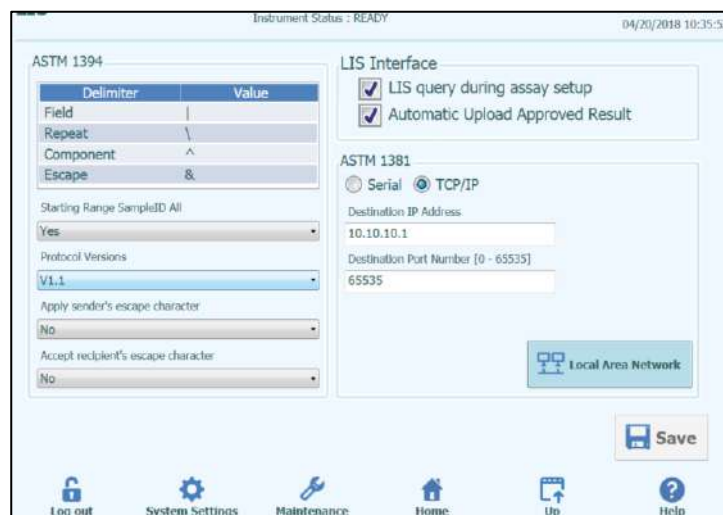 Instrument Status : READY
04/20/2018 10:35:5
ASTM 1394
Delimiter Value
Field |
Repeat \
Component ^
Escape &
Starting Range SampleID All
Yes
Protocol Versions
V1.1
Apply sender's escape character
No
Accept recipient's escape character
No
LIS Interface
LIS query during assay setup
Automatic Upload Approved Result
ASTM 1381
Serial TCP/IP
Destination IP Address
10.10.10.1
Destination Port Number [0 - 65535]
65535
Local Area Network
Save
Log out System Settings Maintenance Home Up Help